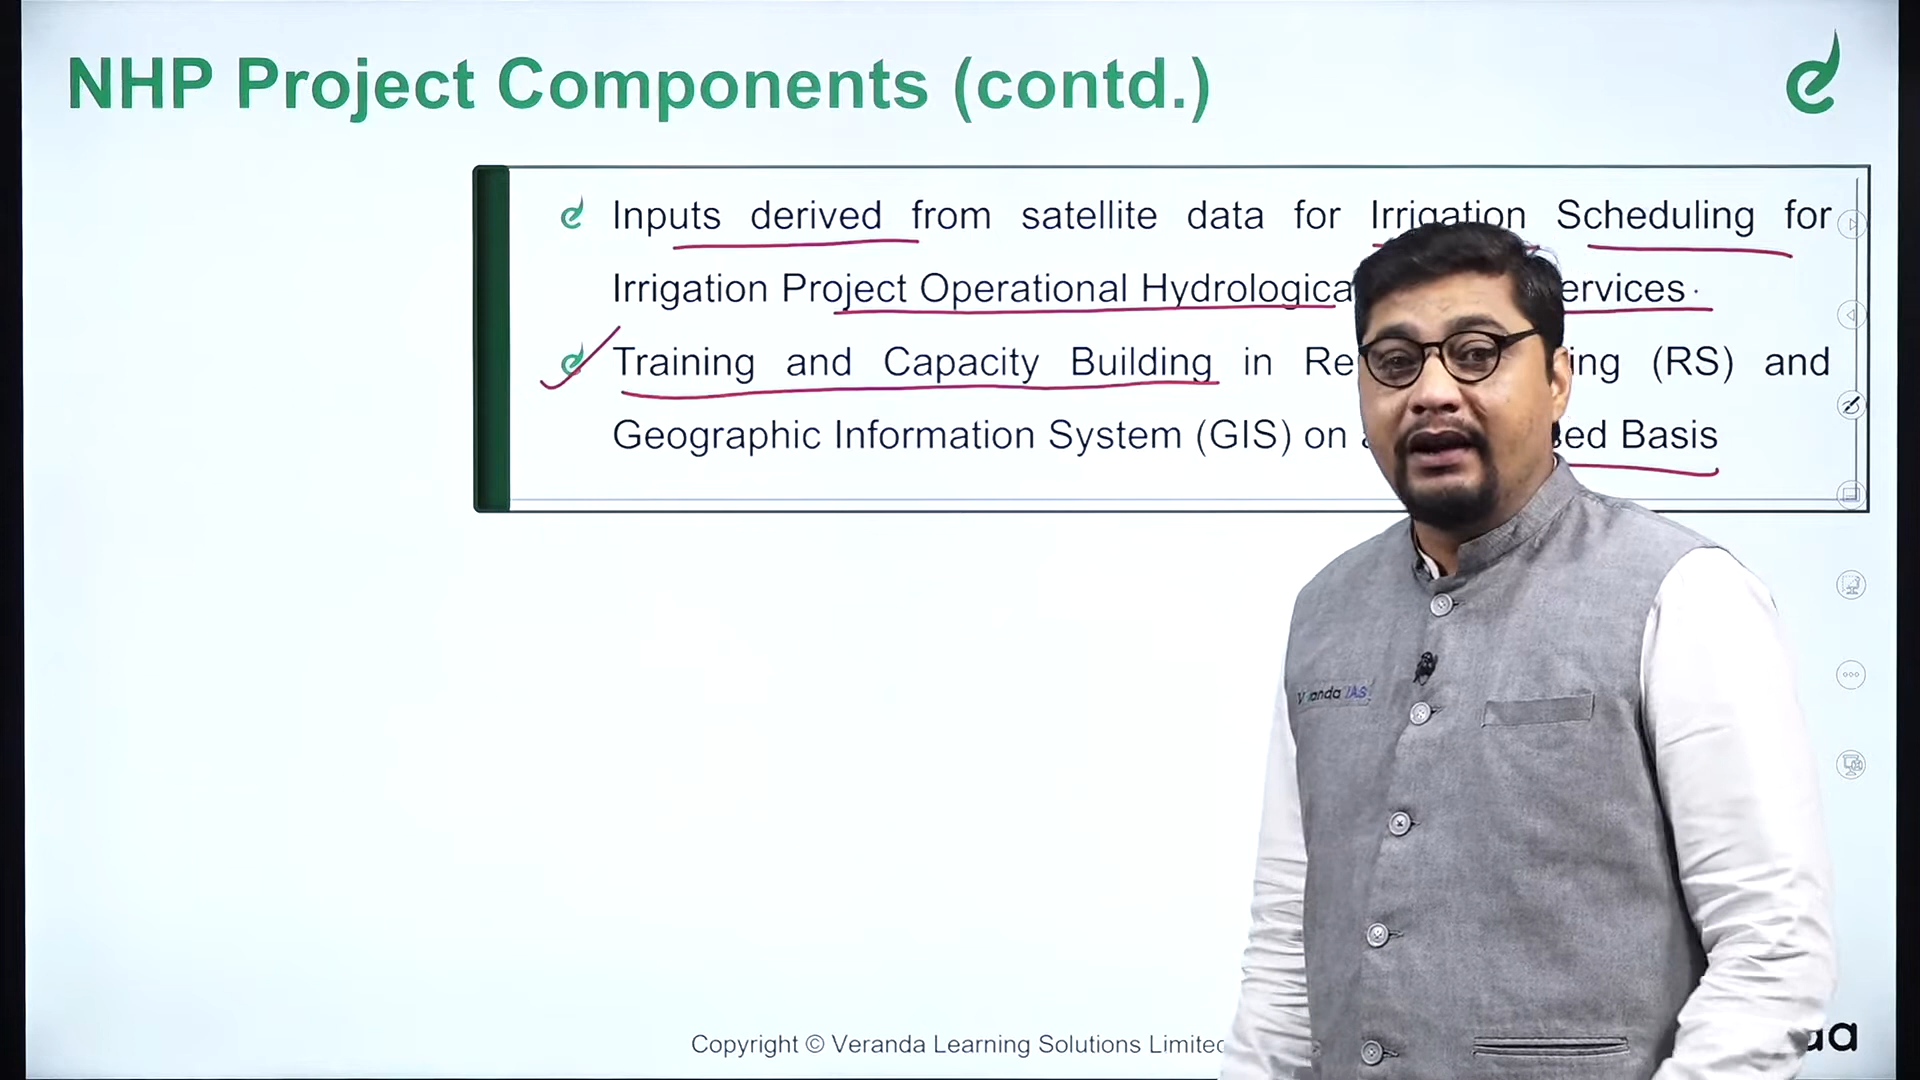 NHP Project Components (contd.)
Inputs derived from satellite data for Irrigation Scheduling for
Irrigation Project Operational Hydrologica ervices
Training and Capacity Building in Re ing (RS) and
Geographic Information System (GIS) on a sed Basis
Veranda IAS
Copyright © Veranda Learning Solutions Limited